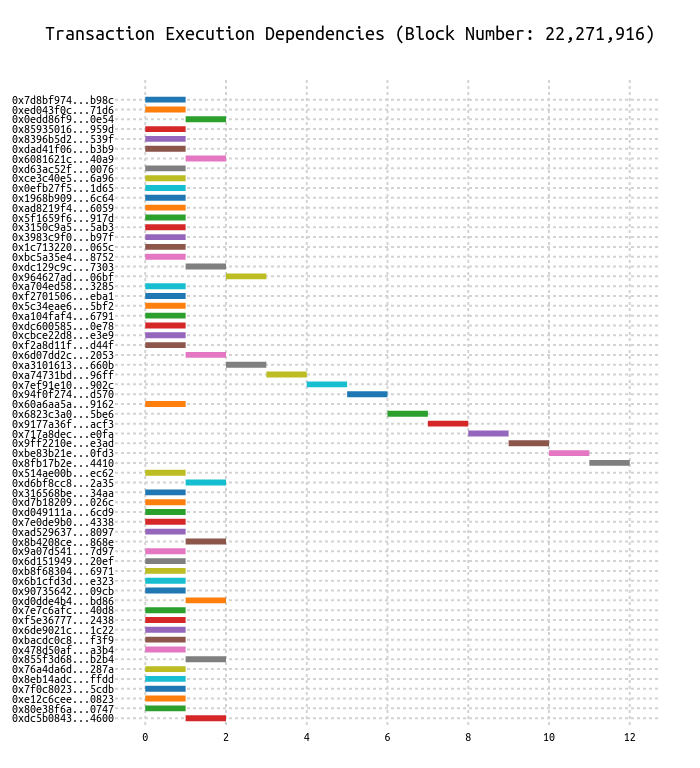 Transaction Execution Dependencies (Block Number: 22,271,916)
0x7d8bf974...b98c
0xed043f0c...71d6
0x0edd86f9...0e54
0x85935016...959d
0x8396b5d2...539f
0xdad41f06...b3b9
0x6081621c...40a9
0xd63ac52f...0076
0xce3c40e5...6a96
0x0efb27f5...1d65
0x1968b909...6c64
0xad8219f4...6059
0x5f1659f6...917d
0x3150c9a5...5ab3
0x3983c9f0...b97f
0x1c713220...065c
0xbc5a35e4...8752
0xdc129c9c...7303
0x964627ad...06bf
0xa704ed58...3285
0xf2701506...eba1
0x5c34eae6...5bf2
0xa104faf4...6791
0xdc600585...0e78
0xcbce22d8...e3e9
0xf2a8d11f...d44f
0x6d07dd2c...2053
0xa3101613...660b
0xa74731bd...96ff
0x7ef91e10...902c
0x94f0f274...d570
0x60a6aa5a...9162
0x6823c3a0...5be6
0x9177a36f...acf3
0x717a8dec...e0fa
0x9ff2210e...e3ad
0xbe83b21e...0fd3
0x8fb17b2e...4410
0x514ae00b...ec62
0xd6bf8cc8...2a35
0x316568be...34aa
0xd7b18209...026c
0xd049111a...6cd9
0x7e0de9b0...4338
0xad529637...8097
0x8b4208ce...868e
0x9a07d541...7d97
0x6d151949...20ef
0xb8f68304...6971
0x6b1cfd3d...e323
0x90735642...09cb
0xd0dde4b4...bd86
0x7e7c6afc...40d8
0xf5e36777...2438
0x6de9021c...1c22
0xbacdc0c8...f3f9
0x478d50af...a3b4
0x855f3d68...b2b4
0x76a4da6d...287a
0x8eb14adc...ffdd
0x7f0c8023...5cdb
0xe12c6cee...0823
0x80e38f6a...0747
0xdc5b0843...4600
0 2 4 6 8 10 12